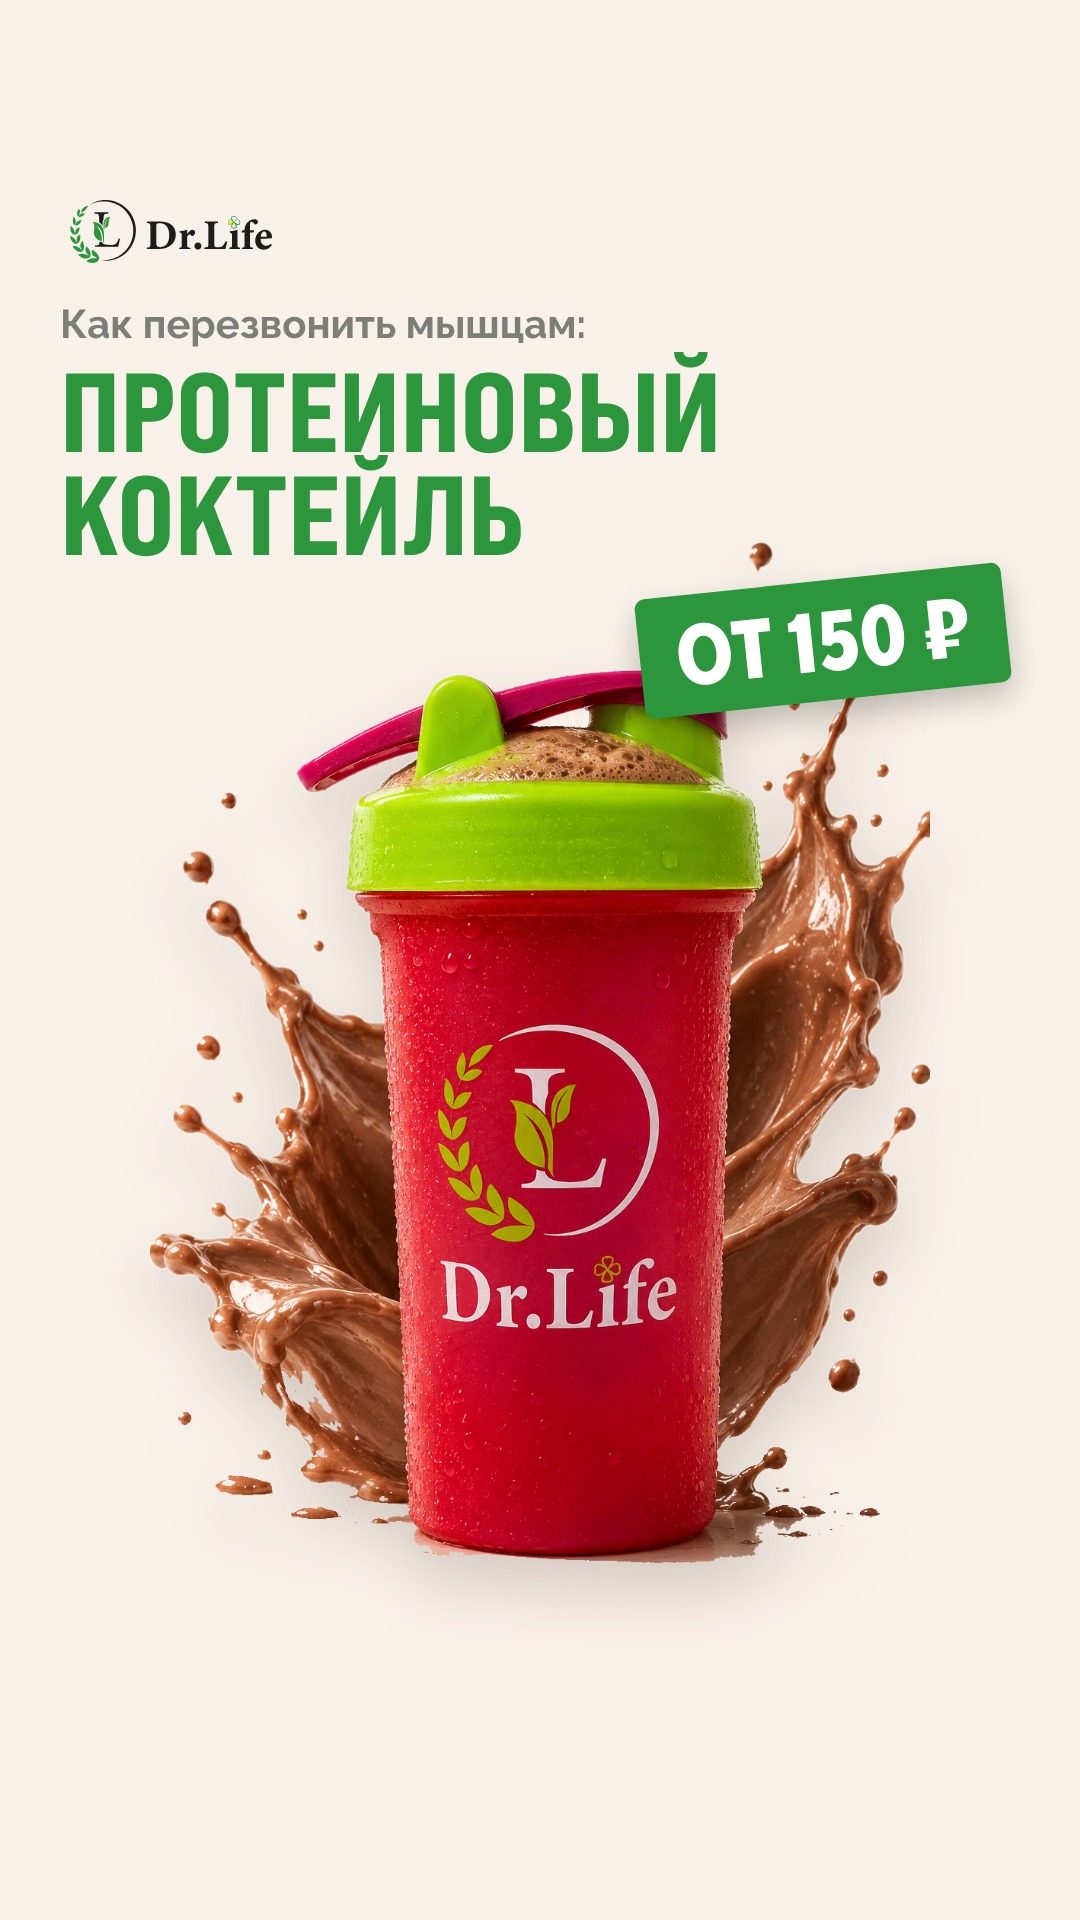 Dr.Life
Как перезвонить мышцам:
ПРОТЕИНОВЫЙ
КОКТЕЙЛЬ
ОТ 150 ₽
L
Dr.Life